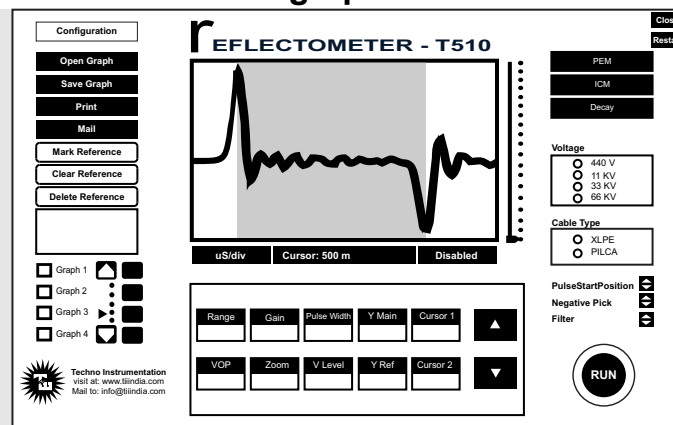 Configuration
Open Graph
Save Graph
Print
Mail
Mark Reference
Clear Reference
Delete Reference
Graph 1
Graph 2
Graph 3
Graph 4
Techno Instrumentation
visit at: www.tiiindia.com
Mail to: info@tiiindia.com
rEFLECTOMETER - T510
uS/div Cursor: 500 m Disabled
Range Gain Pulse Width Y Main Cursor 1
VOP Zoom V Level Y Ref Cursor 2
Clos
Resta
PEM
ICM
Decay
Voltage
440 V
11 KV
33 KV
66 KV
Cable Type
XLPE
PILCA
PulseStartPosition
Negative Pick
Filter
RUN